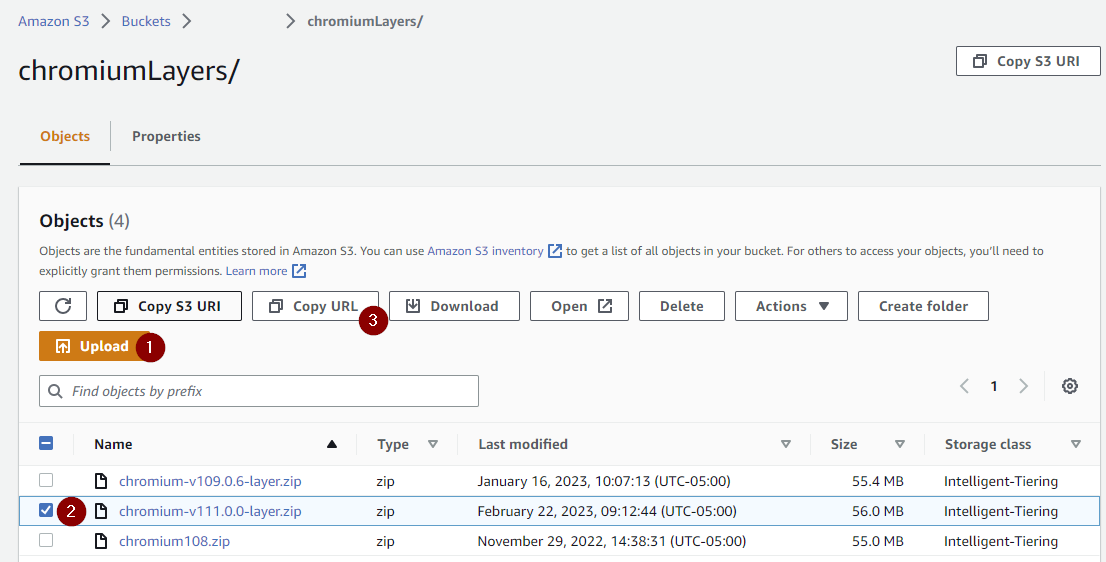 Amazon S3 > Buckets > > chromiumLayers/
chromiumLayers/
Copy S3 URI
Objects Properties
Objects (4)
Objects are the fundamental entities stored in Amazon S3. You can use Amazon S3 inventory to get a list of all objects in your bucket. For others to access your objects, you'll need to
explicitly grant them permissions. Learn more
Copy S3 URI Copy URL Download Open Delete Actions Create folder
3
Upload 1
Find objects by prefix
1
Name Type Last modified Size Storage class
chromium-v109.0.6-layer.zip zip January 16, 2023, 10:07:13 (UTC-05:00) 55.4 MB Intelligent-Tiering
2 chromium-v111.0.0-layer.zip zip February 22, 2023, 09:12:44 (UTC-05:00) 56.0 MB Intelligent-Tiering
chromium108.zip zip November 29, 2022, 14:38:31 (UTC-05:00) 55.0 MB Intelligent-Tiering